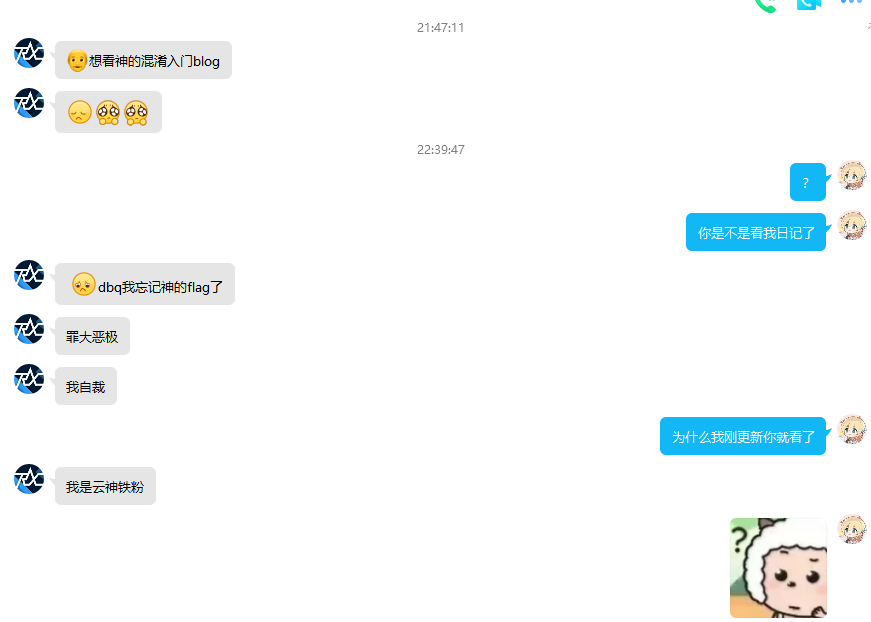 21:47:11
想看神的混淆入门blog
22:39:47
?
你是不是看我日记了
dbq我忘记神的flag了
罪大恶极
我自裁
为什么我刚更新你就看了
我是云神铁粉
?